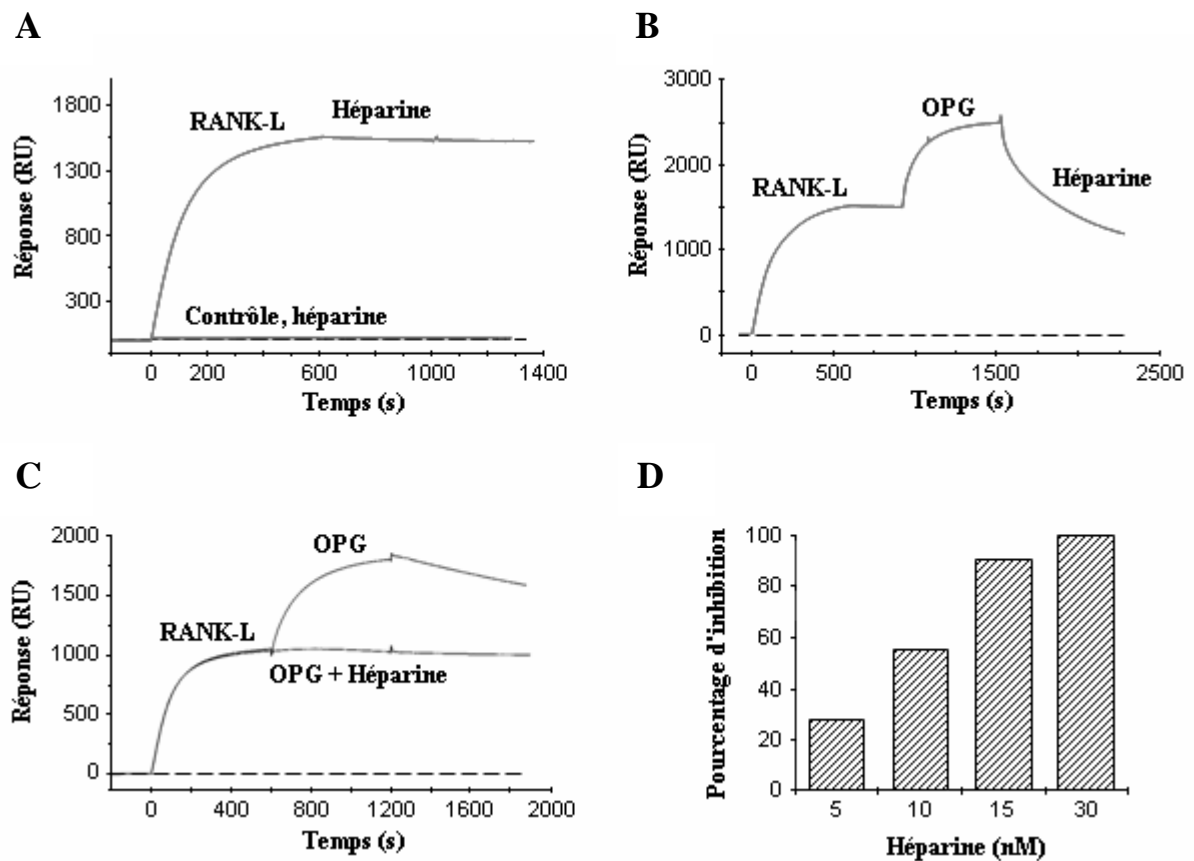 A
Réponse (RU)
1800
1300
800
300
RANK-L
Héparine
Contrôle, héparine
0 200 600 1000 1400
Temps (s)
B
Réponse (RU)
3000
2000
1000
0
RANK-L
OPG
Héparine
0 500 1500 2500
Temps (s)
C
Réponse (RU)
2000
1500
1000
500
0
RANK-L
OPG
OPG + Héparine
0 400 800 1200 1600 2000
Temps (s)
D
Pourcentage d'inhibition
100
80
60
40
20
0
5 10 15 30
Héparine (nM)